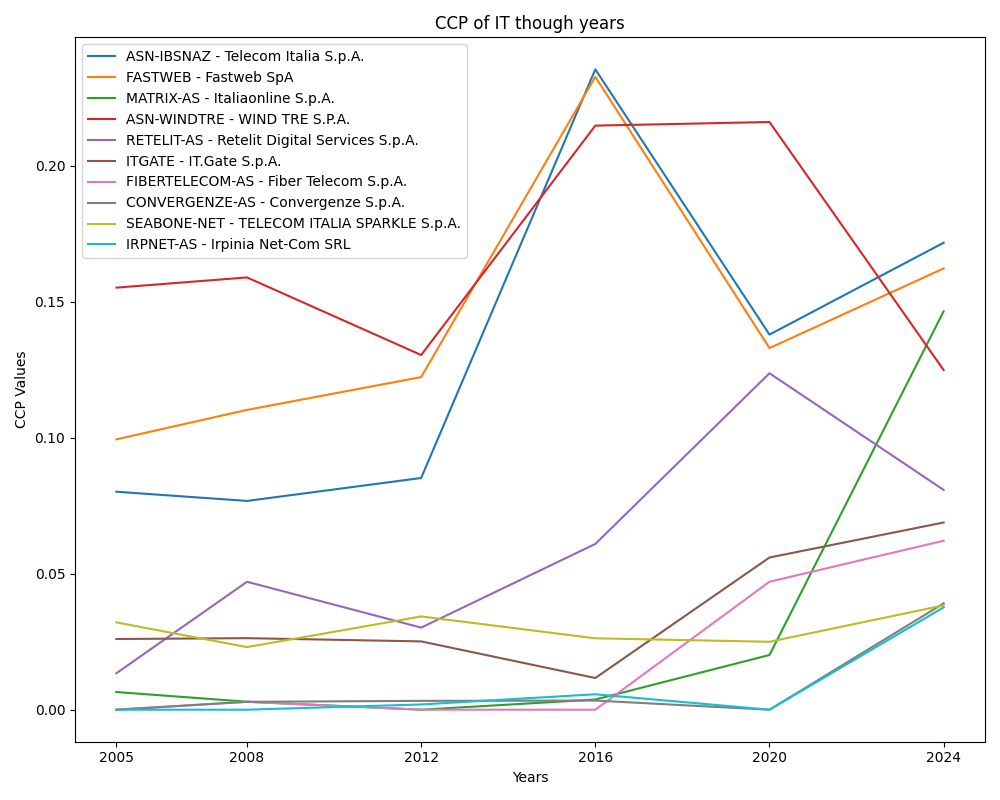 CCP of IT though years
ASN-IBSNAZ - Telecom Italia S.p.A.
FASTWEB - Fastweb SpA
MATRIX-AS - Italiaonline S.p.A.
ASN-WINDTRE - WIND TRE S.P.A.
RETELIT-AS - Retelit Digital Services S.p.A.
ITGATE - IT.Gate S.p.A.
FIBERTELECOM-AS - Fiber Telecom S.p.A.
CONVERGENZE-AS - Convergenze S.p.A.
SEABONE-NET - TELECOM ITALIA SPARKLE S.p.A.
IRPNET-AS - Irpinia Net-Com SRL
CCP Values
0.20
0.15
0.10
0.05
0.00
2005 2008 2012 2016 2020 2024
Years